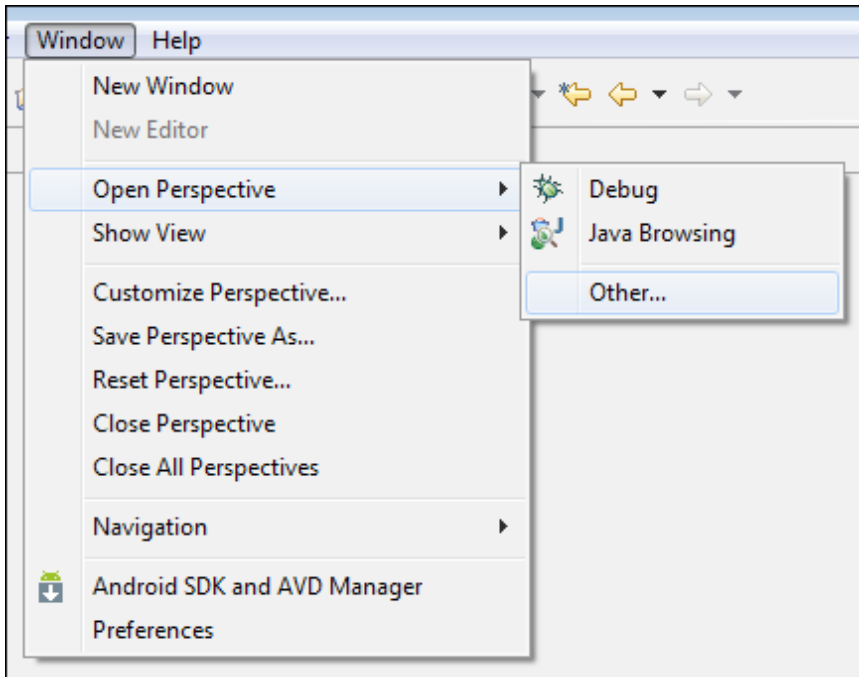 Window Help
New Window
New Editor
Open Perspective
Debug
Show View
Java Browsing
Customize Perspective...
Other...
Save Perspective As...
Reset Perspective...
Close Perspective
Close All Perspectives
Navigation
Android SDK and AVD Manager
Preferences